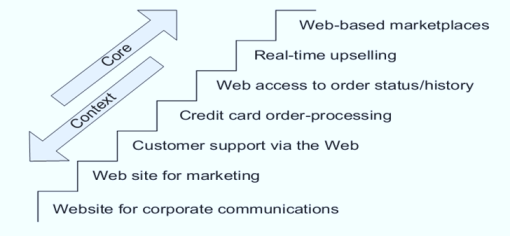 Web-based marketplaces
Real-time upselling
Core
Web access to order status/history
Credit card order-processing
Context
Customer support via the Web
Web site for marketing
Website for corporate communications